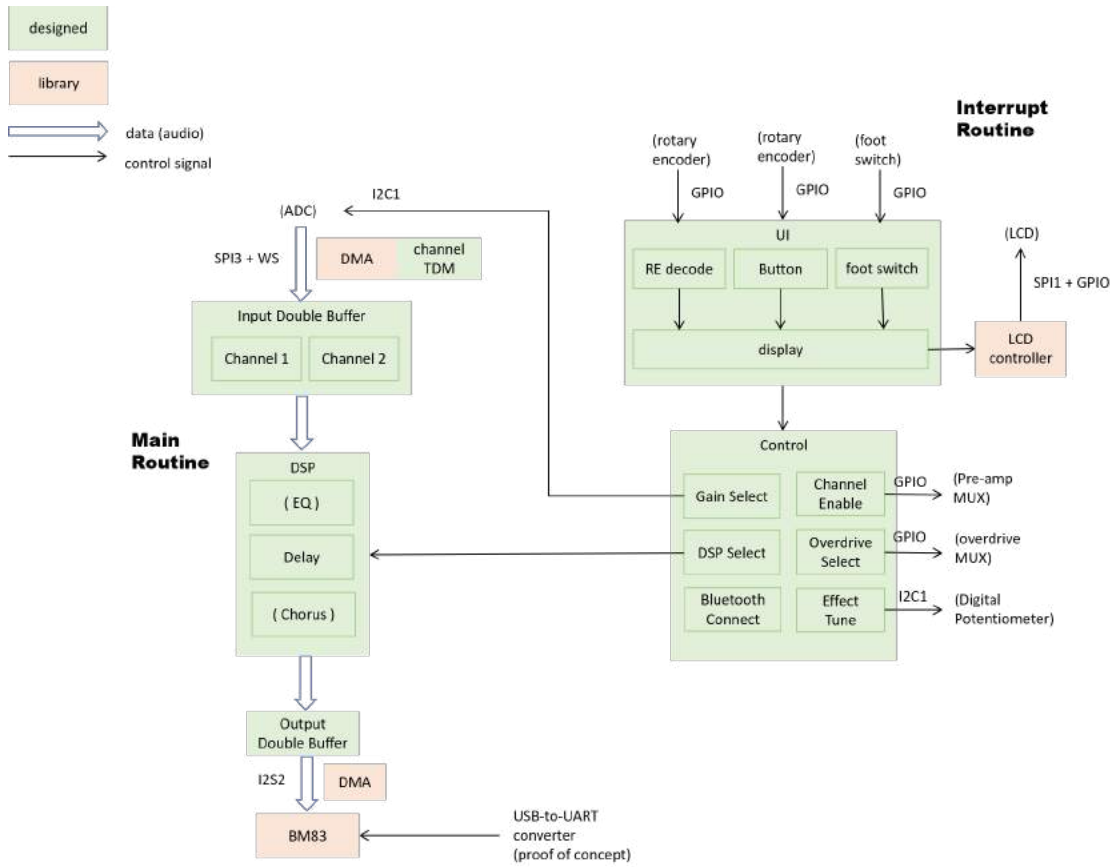 designed
library
data (audio)
control signal
Interrupt
Routine
(rotary
encoder)
(rotary
encoder)
(foot
switch)
GPIO
GPIO
GPIO
I2C1
(ADC)
SPI3 + WS
DMA
channel
TDM
UI
RE decode
Button
foot switch
display
(LCD)
SPI1 + GPIO
LCD
controller
Input Double Buffer
Channel 1
Channel 2
Main
Routine
DSP
( EQ )
Delay
( Chorus )
Control
Gain Select
Channel
Enable
GPIO
(Pre-amp
MUX)
DSP Select
Overdrive
Select
GPIO
(overdrive
MUX)
Bluetooth
Connect
Effect
Tune
I2C1
(Digital
Potentiometer)
Output
Double Buffer
I2S2
DMA
BM83
USB-to-UART
converter
(proof of concept)